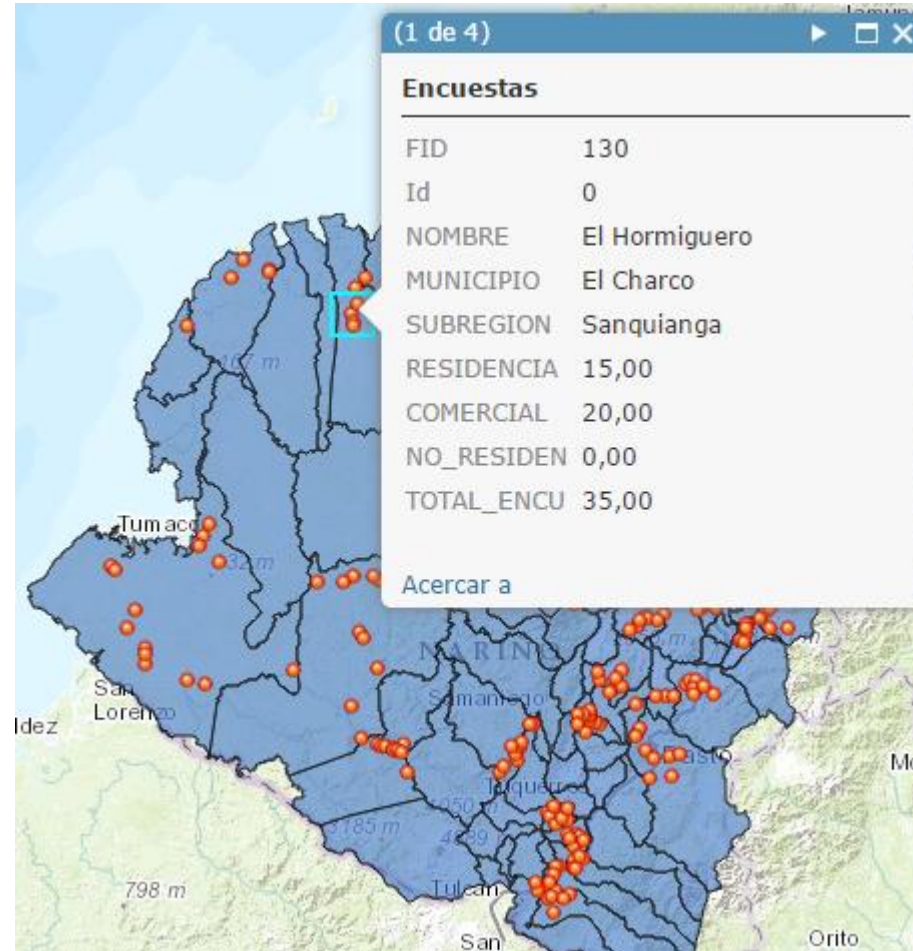 (1 de 4)
Encuestas
FID 130
Id 0
NOMBRE El Hormiguero
MUNICIPIO El Charco
SUBREGION Sanquianga
RESIDENCIA 15,00
COMERCIAL 20,00
NO_RESIDEN 0,00
TOTAL_ENCU 35,00
Acercar a
Tumaco
NARIÑO
San
Lorenzo
ldez
Samaniego
Pasto
Túquerres
3185 m
798 m
Tulcán
San
Orito